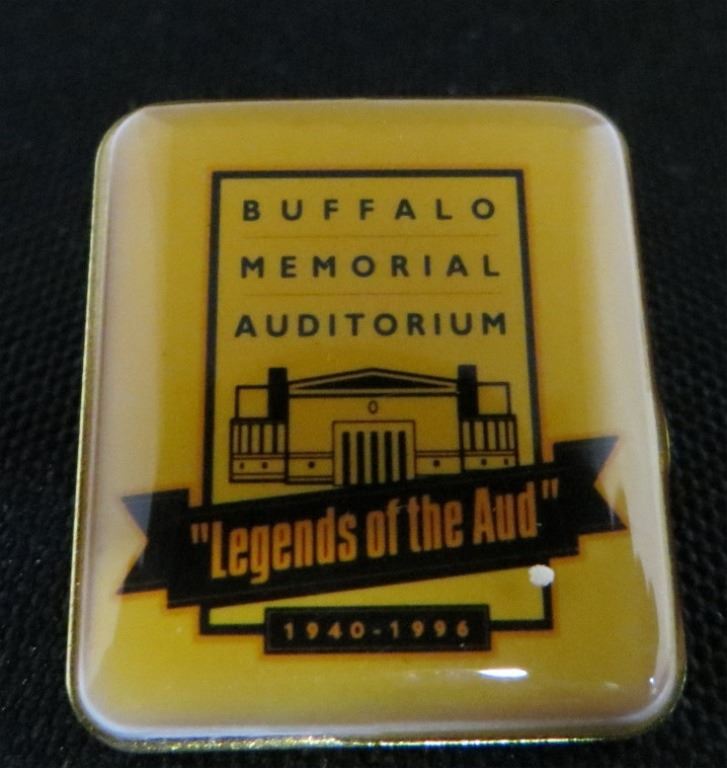 BUFFALO
MEMORIAL
AUDITORIUM
"Legends of the Aud"
1940-1996